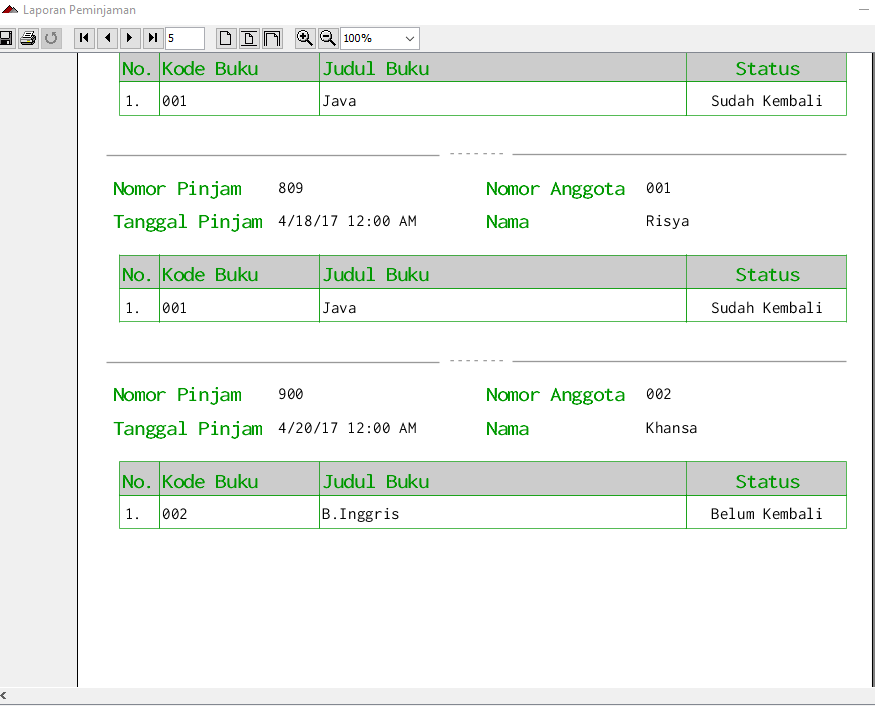 Laporan Peminjaman
5
100%
No. Kode Buku Judul Buku Status
1. 001 Java Sudah Kembali
-------
Nomor Pinjam 809 Nomor Anggota 001
Tanggal Pinjam 4/18/17 12:00 AM Nama Risya
No. Kode Buku Judul Buku Status
1. 001 Java Sudah Kembali
-------
Nomor Pinjam 900 Nomor Anggota 002
Tanggal Pinjam 4/20/17 12:00 AM Nama Khansa
No. Kode Buku Judul Buku Status
1. 002 B.Inggris Belum Kembali